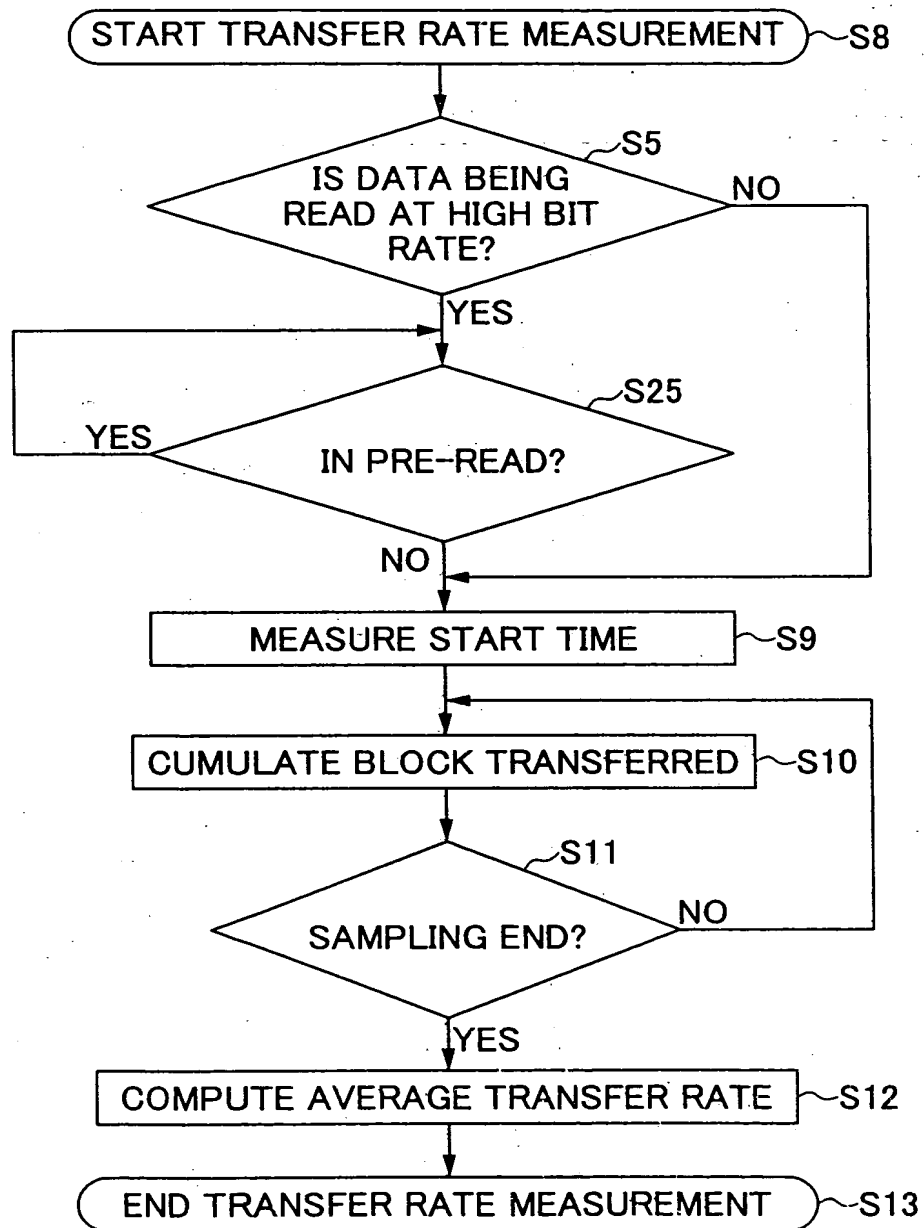 START TRANSFER RATE MEASUREMENT
S8
S5
IS DATA BEING
READ AT HIGH BIT
RATE?
NO
YES
S25
YES
IN PRE-READ?
NO
MEASURE START TIME
S9
CUMULATE BLOCK TRANSFERRED
S10
S11
SAMPLING END?
NO
YES
COMPUTE AVERAGE TRANSFER RATE
S12
END TRANSFER RATE MEASUREMENT
S13